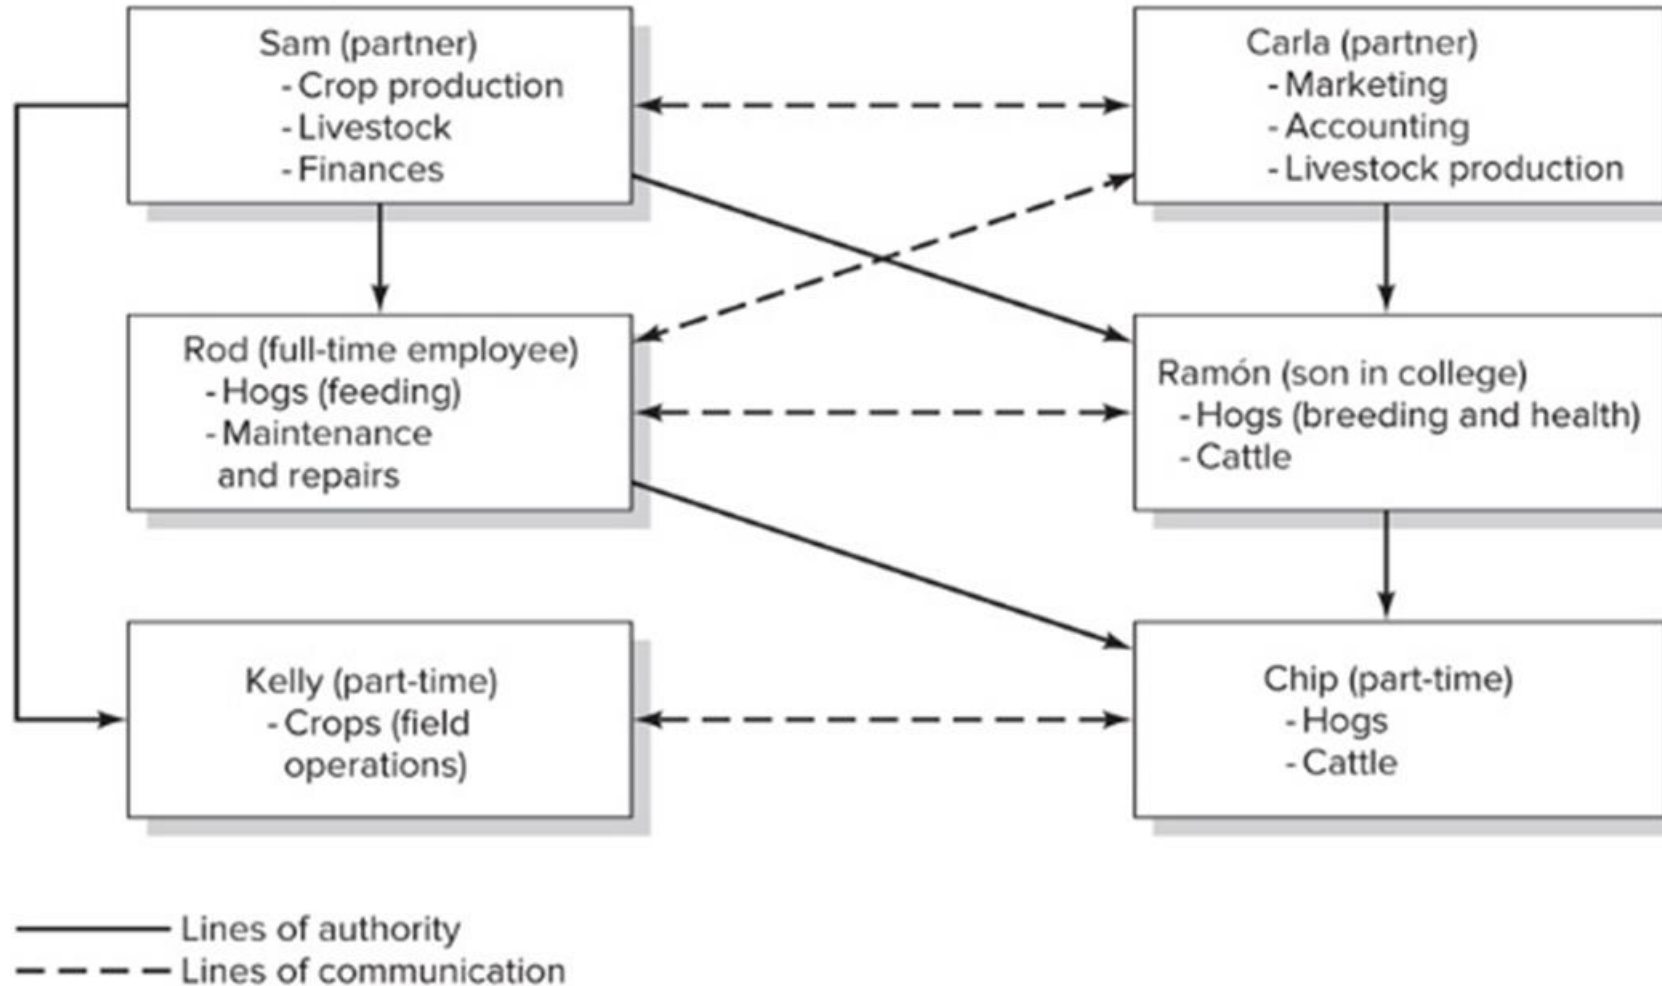 Sam (partner)
- Crop production
- Livestock
- Finances
Carla (partner)
- Marketing
- Accounting
- Livestock production
Rod (full-time employee)
- Hogs (feeding)
- Maintenance
and repairs
Ramón (son in college)
- Hogs (breeding and health)
- Cattle
Kelly (part-time)
- Crops (field
operations)
Chip (part-time)
- Hogs
- Cattle
Lines of authority
Lines of communication